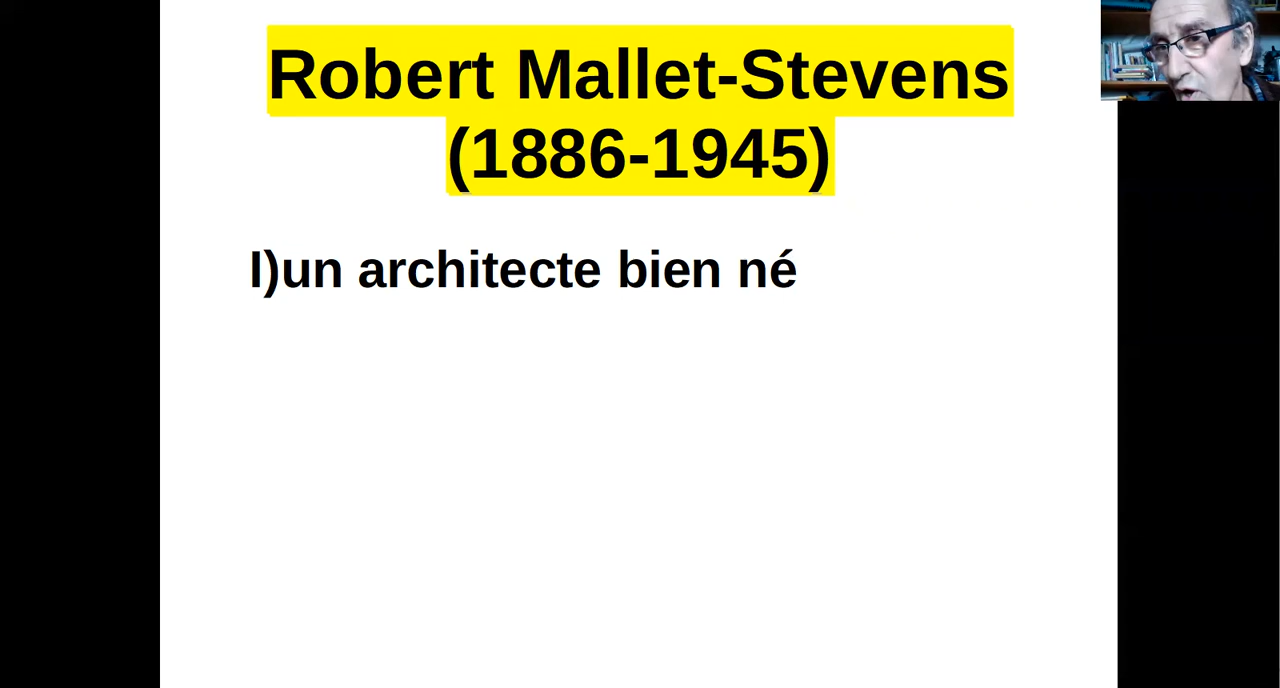 Robert Mallet-Stevens
(1886-1945)
I)un architecte bien né